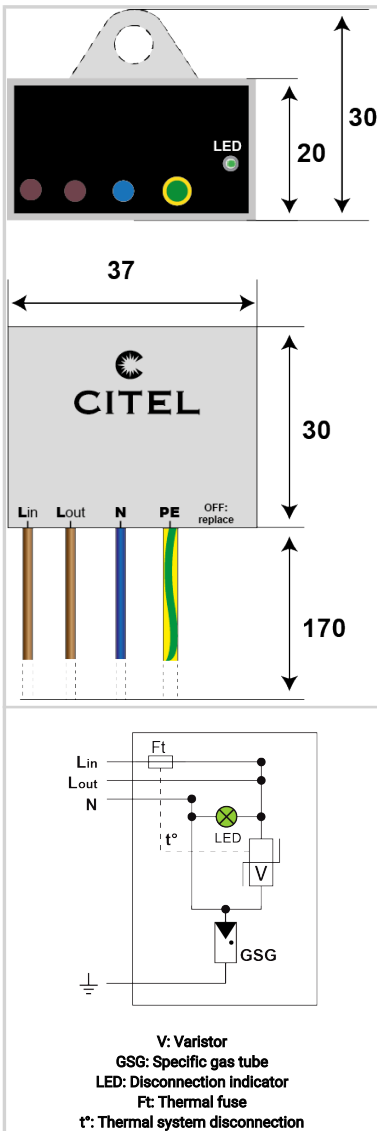 30
LED
20
37
CITEL
30
Lin Lout N PE OFF: replace
170
Ft
Lin
Lout
N
LED
t°
V
GSG
V: Varistor
GSG: Specific gas tube
LED: Disconnection indicator
Ft: Thermal fuse
t°: Thermal system disconnection